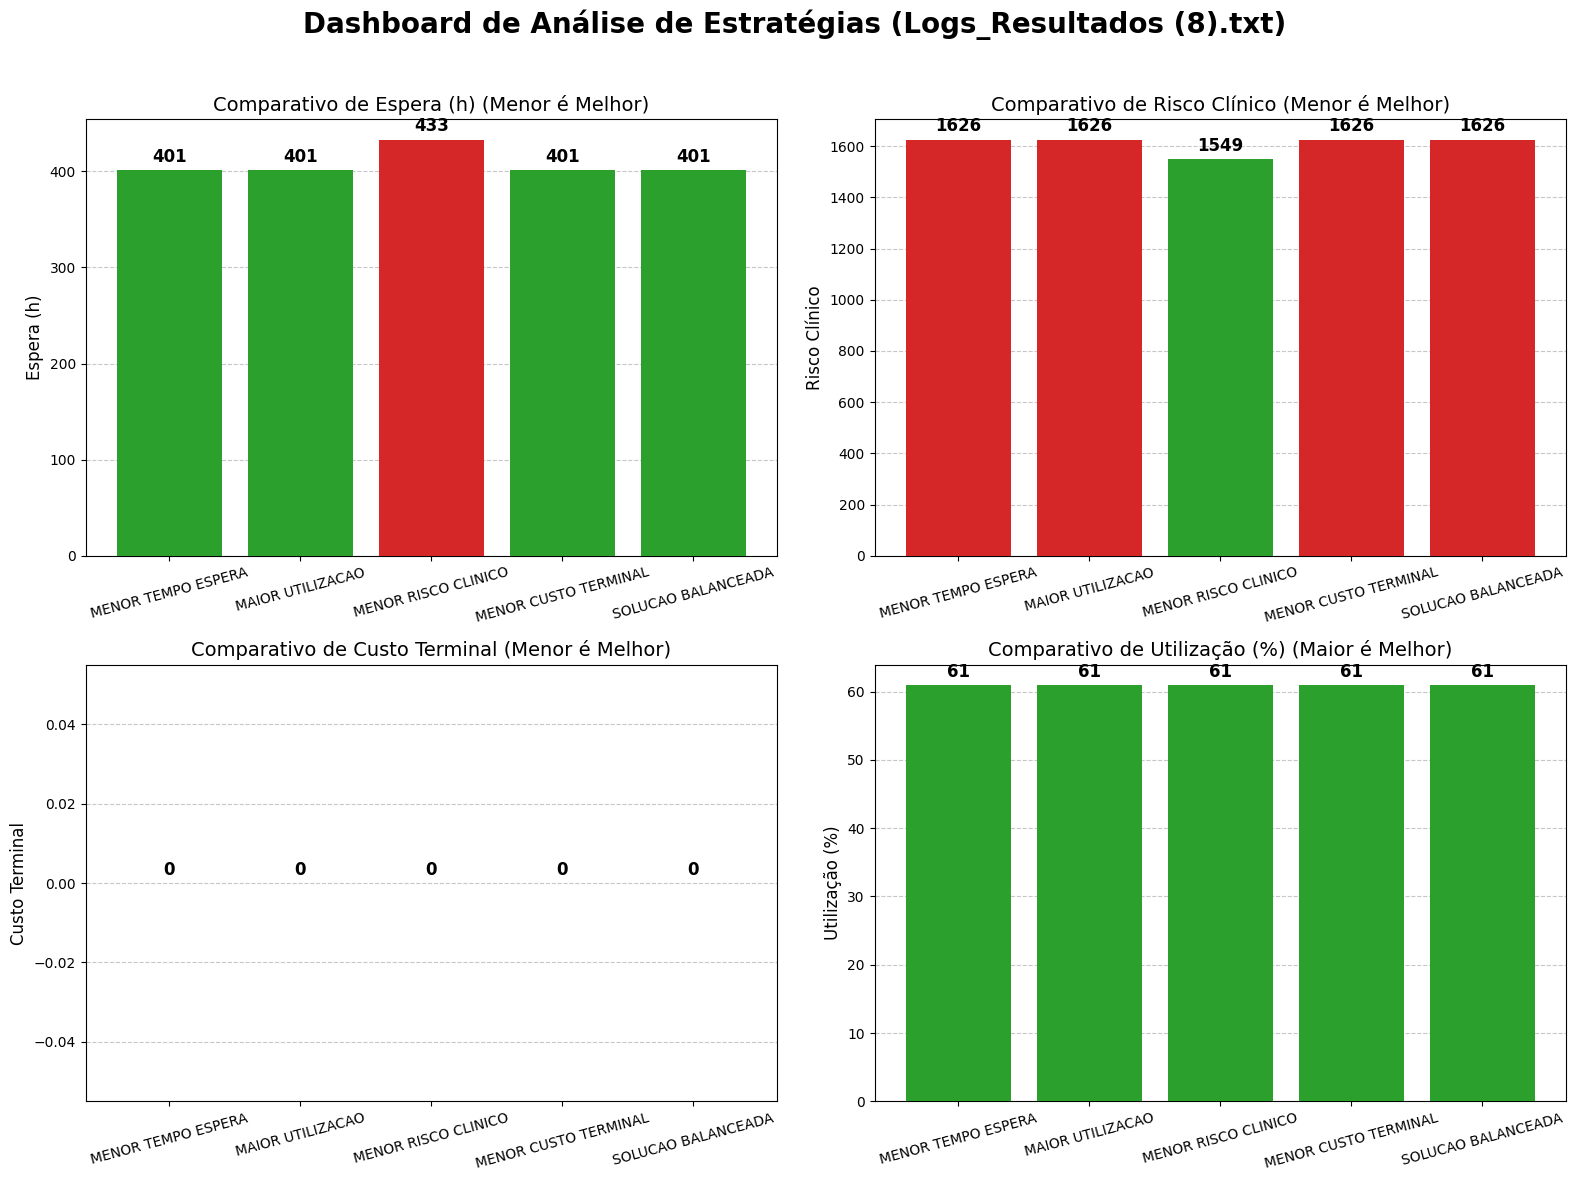 Dashboard de Análise de Estratégias (Logs_Resultados (8).txt)
Comparativo de Espera (h) (Menor é Melhor)
Espera (h)
400
300
200
100
0
401
401
433
401
401
MENOR TEMPO ESPERA
MAIOR UTILIZACAO
MENOR RISCO CLINICO
MENOR CUSTO TERMINAL
SOLUCAO BALANCEADA
Comparativo de Risco Clínico (Menor é Melhor)
Risco Clínico
1600
1400
1200
1000
800
600
400
200
0
1626
1626
1549
1626
1626
MENOR TEMPO ESPERA
MAIOR UTILIZACAO
MENOR RISCO CLINICO
MENOR CUSTO TERMINAL
SOLUCAO BALANCEADA
Comparativo de Custo Terminal (Menor é Melhor)
Custo Terminal
0.04
0.02
0.00
−0.02
−0.04
0
0
0
0
0
MENOR TEMPO ESPERA
MAIOR UTILIZACAO
MENOR RISCO CLINICO
MENOR CUSTO TERMINAL
SOLUCAO BALANCEADA
Comparativo de Utilização (%) (Maior é Melhor)
Utilização (%)
60
50
40
30
20
10
0
61
61
61
61
61
MENOR TEMPO ESPERA
MAIOR UTILIZACAO
MENOR RISCO CLINICO
MENOR CUSTO TERMINAL
SOLUCAO BALANCEADA